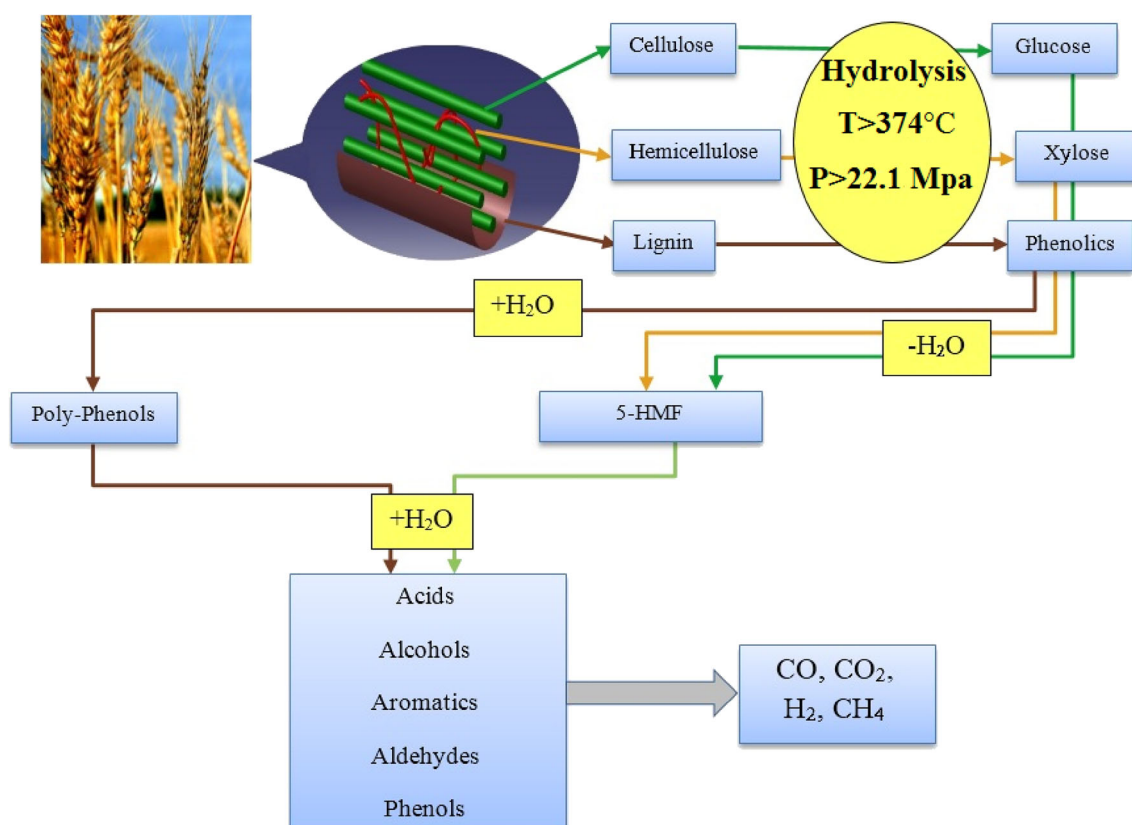 Cellulose
Glucose
Hydrolysis
T>374°C
P>22.1 Mpa
Hemicellulose
Xylose
Lignin
Phenolics
+H₂O
-H₂O
Poly-Phenols
5-HMF
+H₂O
Acids
Alcohols
Aromatics
Aldehydes
Phenols
CO, CO₂,
H₂, CH₄